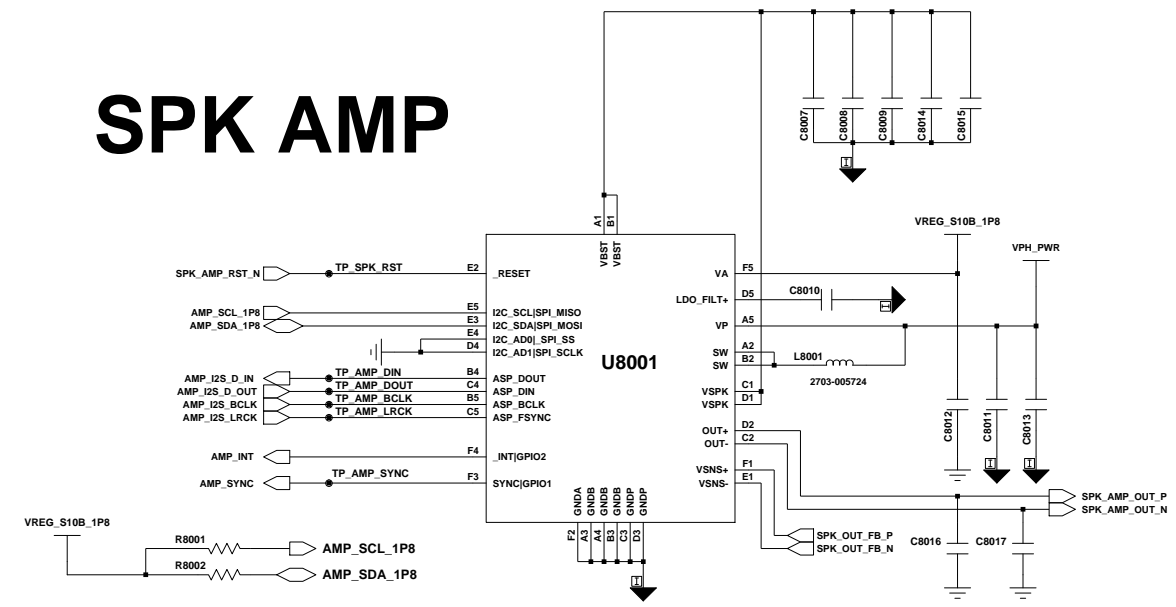 SPK AMP
C8007
C8008
C8009
C8014
C8015
I
A1
B1
VBST
VBST
VREG_S10B_1P8
VPH_PWR
SPK_AMP_RST_N
TP_SPK_RST
E2
_RESET
VA
F5
LDO_FILT+
D5
C8010
I
AMP_SCL_1P8
E5
I2C_SCL|SPI_MISO
AMP_SDA_1P8
E3
I2C_SDA|SPI_MOSI
VP
A5
E4
I2C_AD0|_SPI_SS
D4
I2C_AD1|SPI_SCLK
U8001
SW
A2
SW
B2
L8001
2703-005724
AMP_I2S_D_IN
TP_AMP_DIN
B4
ASP_DOUT
AMP_I2S_D_OUT
TP_AMP_DOUT
C4
ASP_DIN
AMP_I2S_BCLK
TP_AMP_BCLK
B5
ASP_BCLK
AMP_I2S_LRCK
TP_AMP_LRCK
C5
ASP_FSYNC
VSPK
C1
VSPK
D1
OUT+
D2
OUT-
C2
C8012
C8011
C8013
I
I
AMP_INT
F4
_INT|GPIO2
VSNS+
F1
VSNS-
E1
AMP_SYNC
TP_AMP_SYNC
F3
SYNC|GPIO1
GNDA
GNDB
GNDB
GNDB
GNDP
GNDP
F2
A3
A4
B3
C3
D3
I
SPK_AMP_OUT_P
SPK_AMP_OUT_N
SPK_OUT_FB_P
SPK_OUT_FB_N
C8016
C8017
VREG_S10B_1P8
R8001
AMP_SCL_1P8
R8002
AMP_SDA_1P8